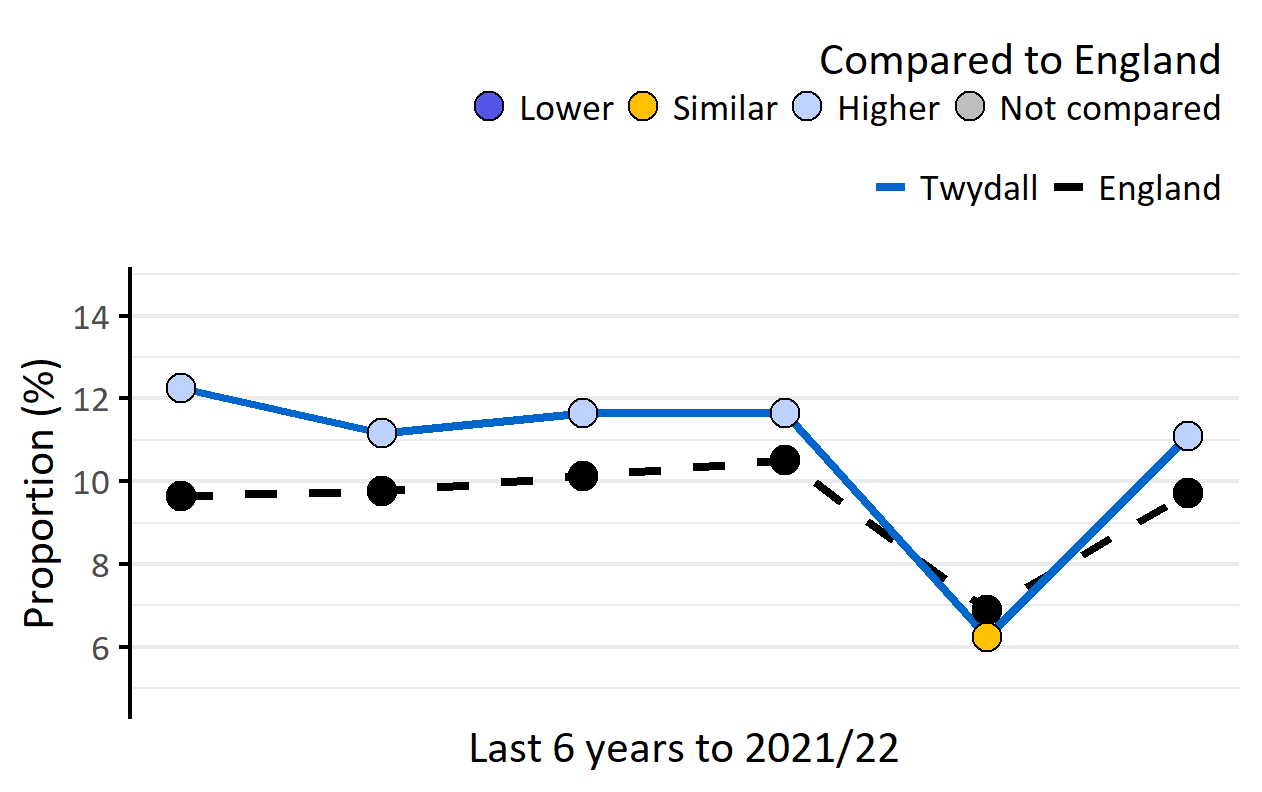 Compared to England
Lower Similar Higher Not compared
Twydall England
Proportion (%)
14
12
10
8
6
Last 6 years to 2021/22